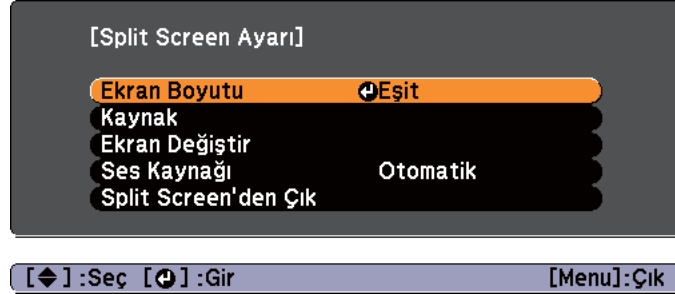 [Split Screen Ayarı]
Ekran Boyutu Eşit
Kaynak
Ekran Değiştir
Ses Kaynağı Otomatik
Split Screen'den Çık
[◆]:Seç [↵]:Gir [Menu]:Çık